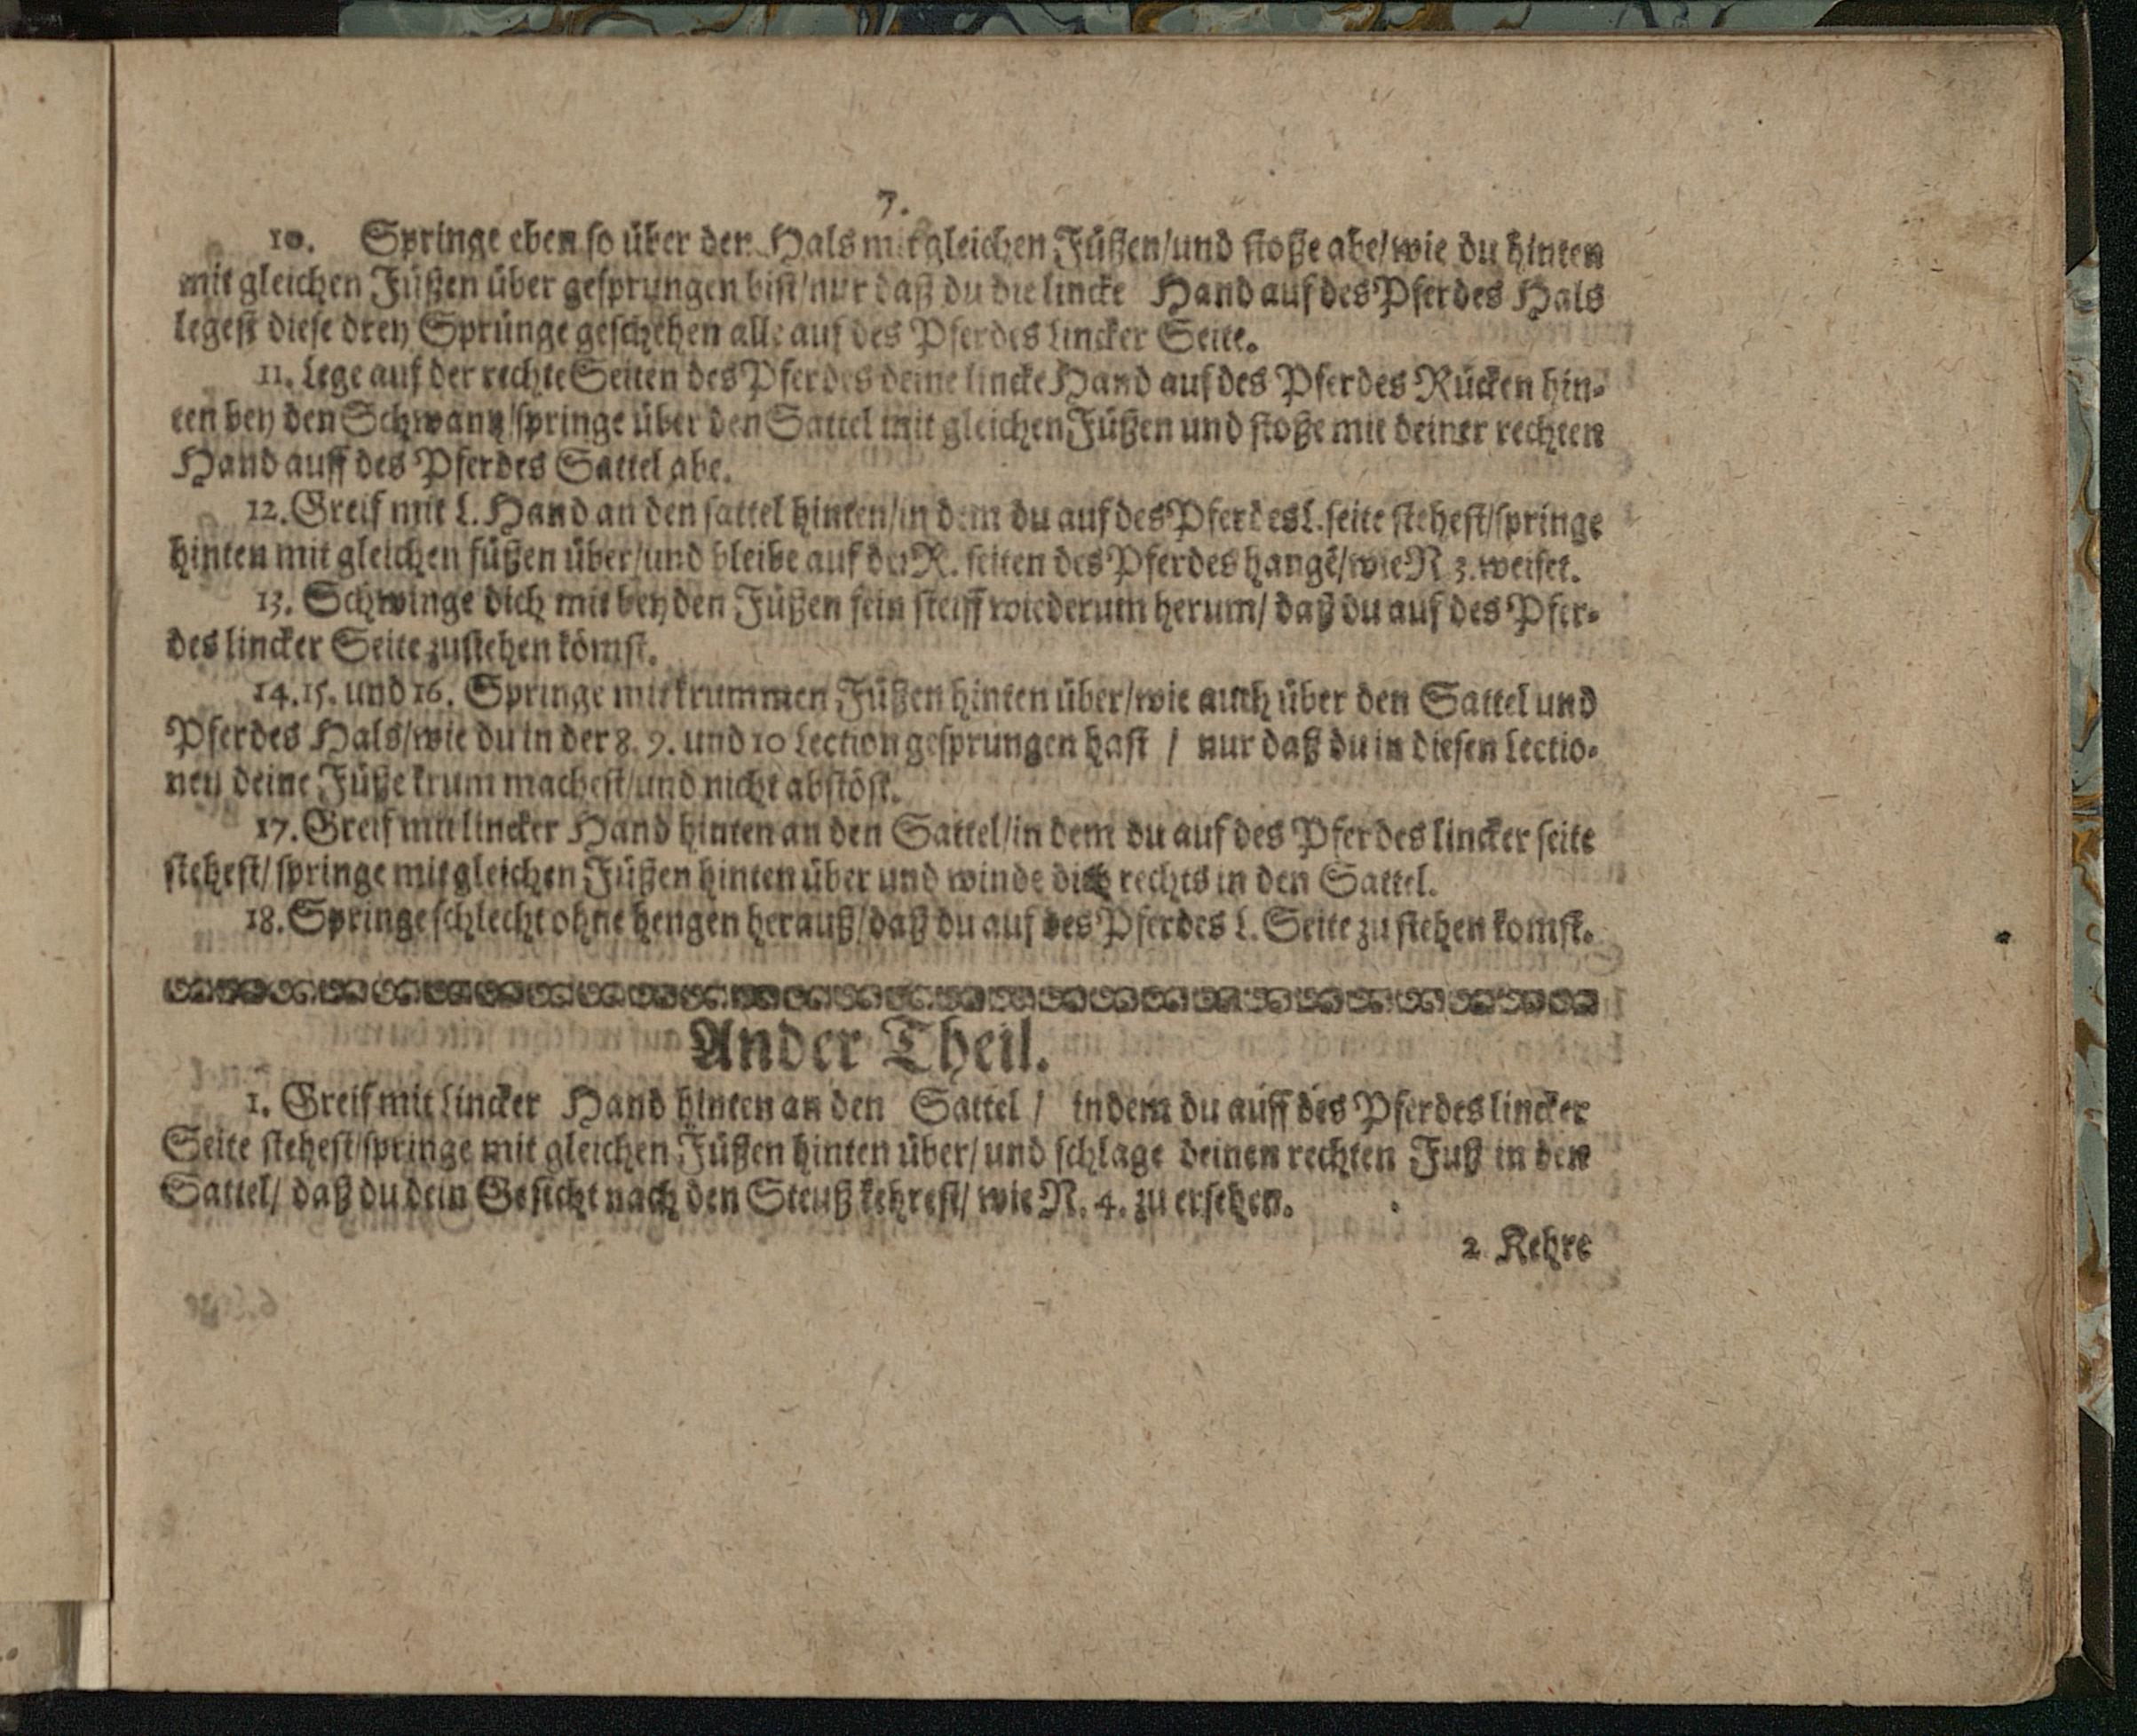 7.
10. Springe eben so über den Hals mit gleichen Füßen/und stoße abe/wie du hinten
mit gleichen Füßen über gesprungen bist/nur daß du die lincke Hand auf des Pferdes Hals
legest diese drey Sprünge geschehen alle auf des Pferdes lincker Seite.
11. Lege auf der rechte Seiten des Pferdes deine lincke Hand auf des Pferdes Rücken hin-
ten bey den Schwantz/springe über den Sattel mit gleichen Füßen und stoße mit deiner rechten
Hand auff des Pferdes Sattel abe.
12. Greif mit L. Hand an den sattel hinten/in dem du auf des Pferdes L. seite stehest/springe
hinten mit gleichen füßen über/und bleibe auf der R. seiten des Pferdes hangē/wie N 3. weiset.
13. Schwinge dich mit beyden Füßen fein steiff wiederum herum/ daß du auf des Pfer-
des lincker Seite zustehen kömst.
14. 15. und 16. Springe mit krummen Füßen hinten über/wie auch über den Sattel und
Pferdes Hals/wie du in der 8. 9. und 10 Lection gesprungen hast / nur daß du in diesen Lectio-
nen deine Füße krum machest/und nicht abstöst.
17. Greif mit lincker Hand hinten an den Sattel/in dem du auf des Pferdes lincker seite
stehest/ springe mit gleichen Füßen hinten über und winde dich rechts in den Sattel.
18. Springe schlecht ohne hengen herauß/daß du auf des Pferdes L. Seite zu stehen komst.
Ander Theil.
1. Greif mit lincker Hand hinten an den Sattel / indem du auff des Pferdes lincker
Seite stehest/springe mit gleichen Füßen hinten über/ und schlage deinen rechten Fuß in den
Sattel/ daß du dein Gesicht nach den Steuß kehrest/ wie N. 4. zu ersehen.
2 Kehre